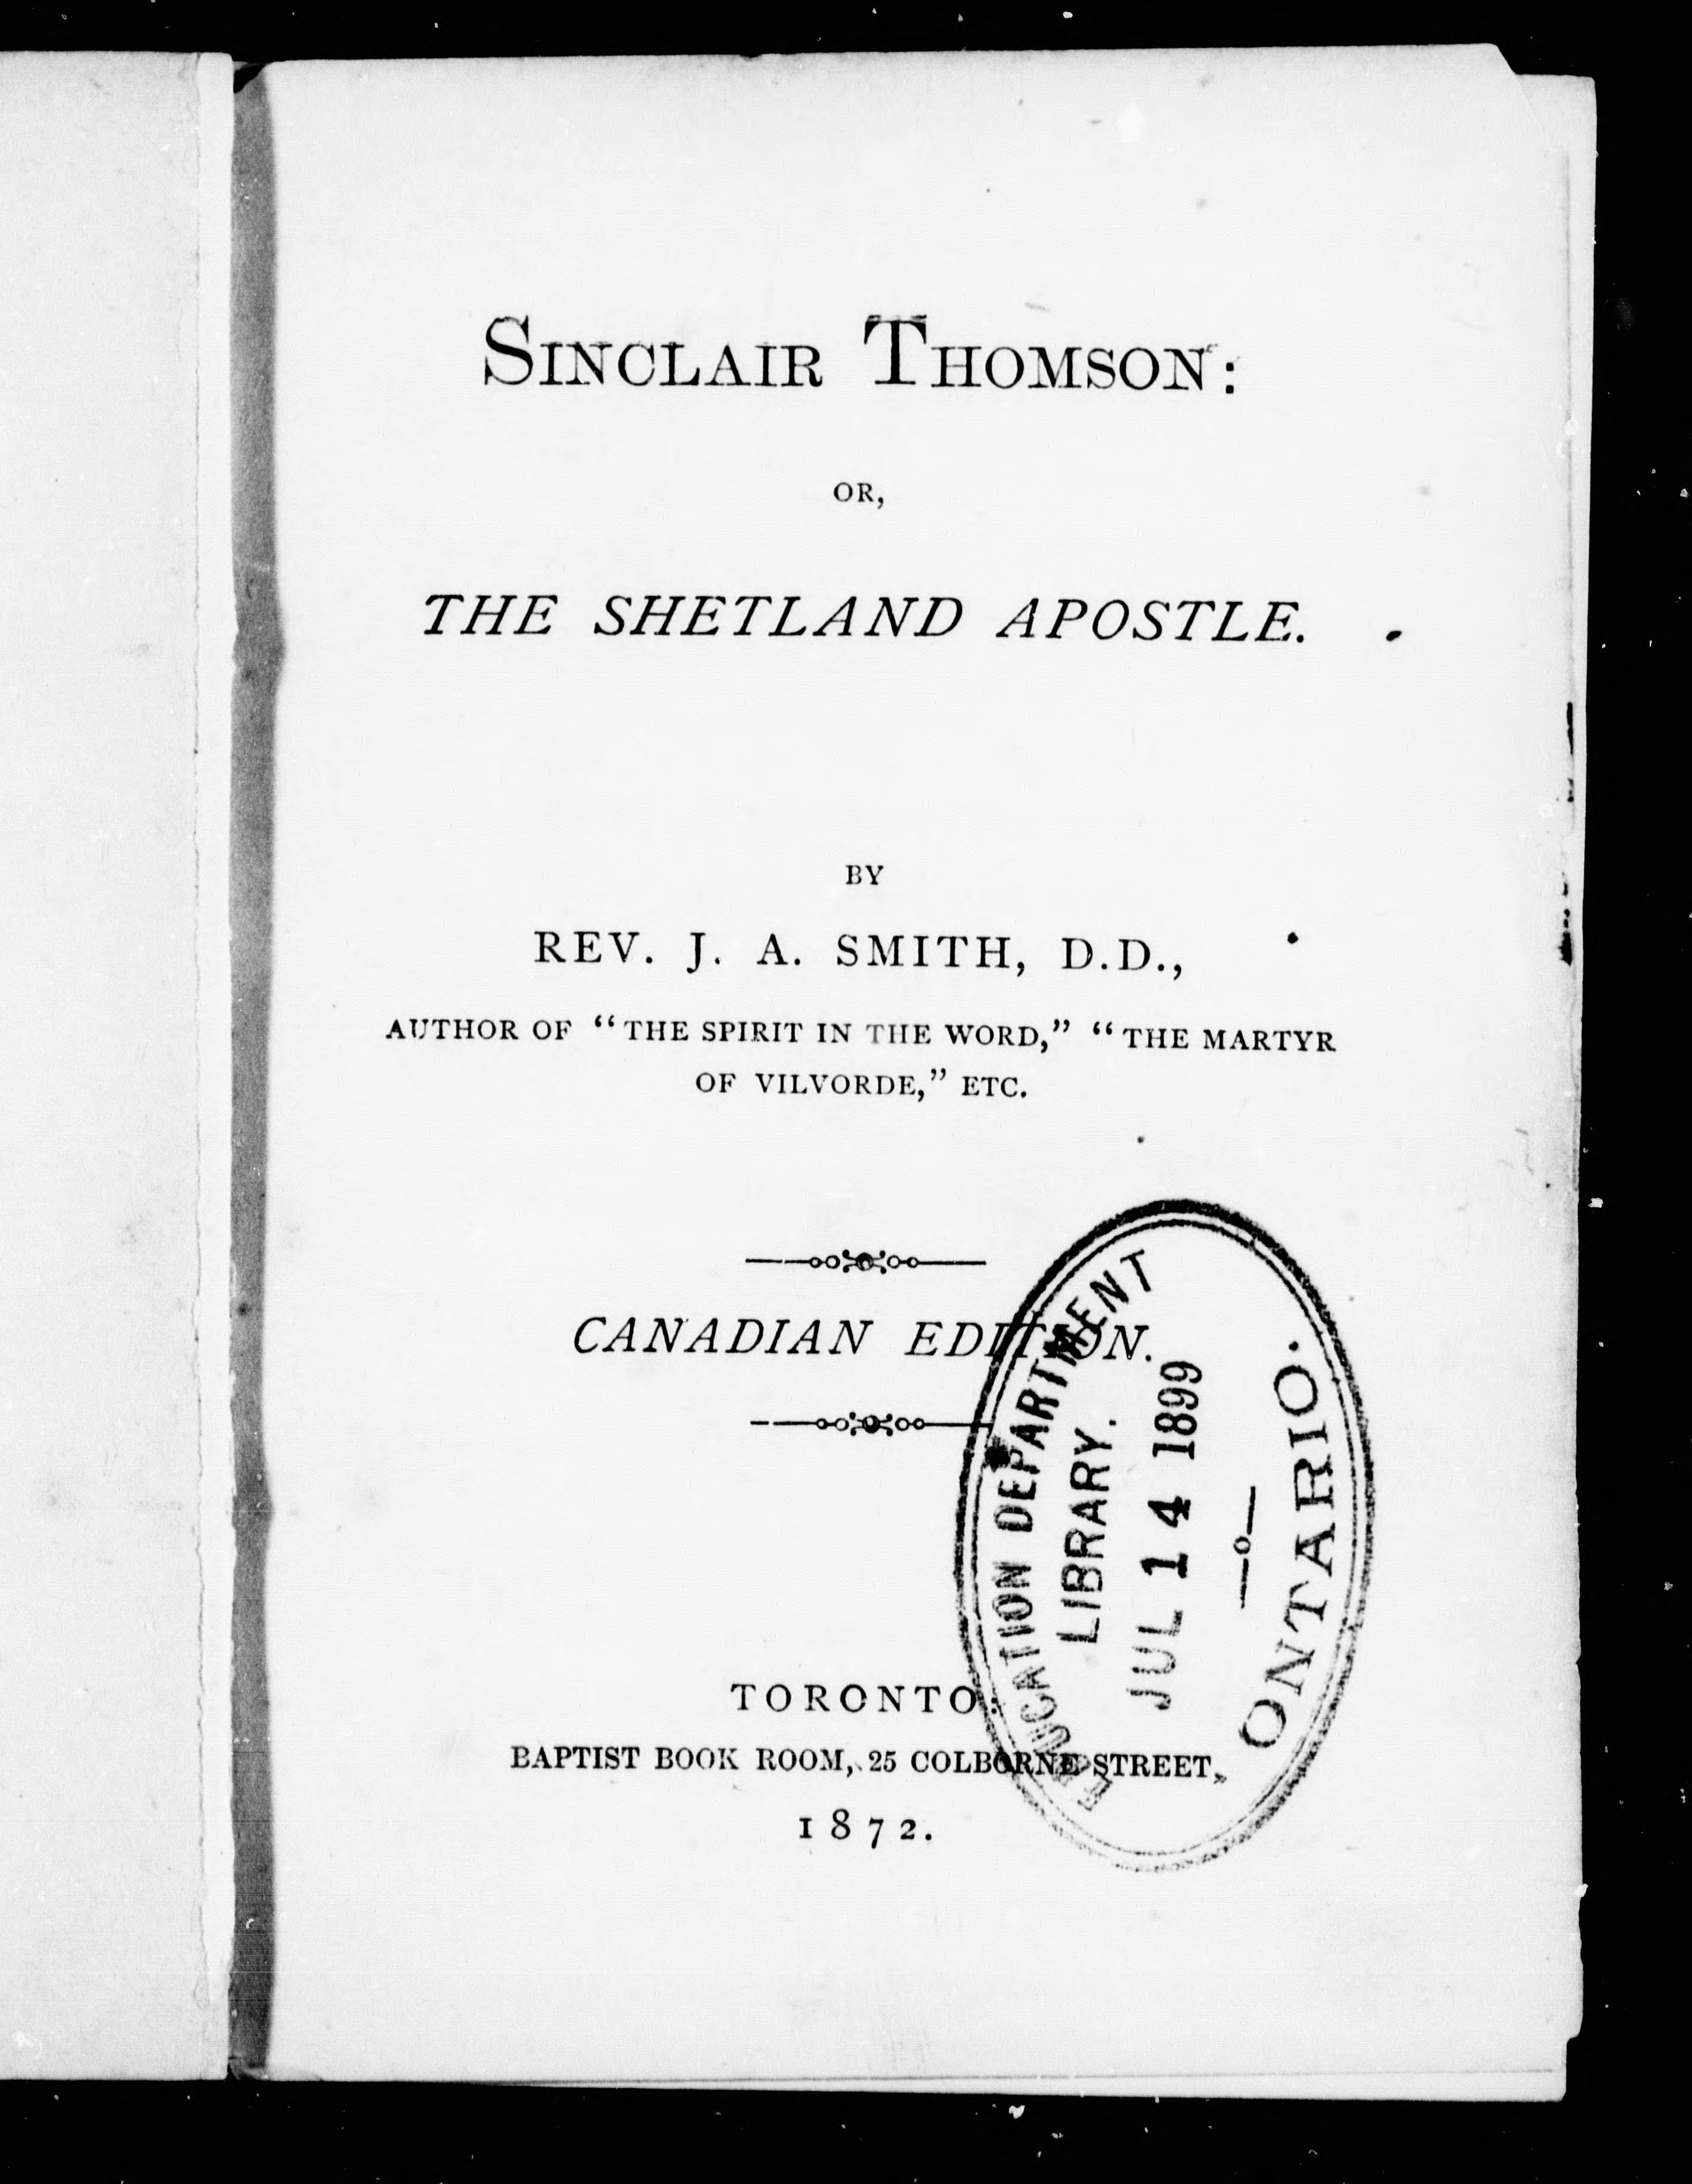 SINCLAIR THOMSON:
OR,
THE SHETLAND APOSTLE.
BY
REV. J. A. SMITH, D.D.,
AUTHOR OF “THE SPIRIT IN THE WORD,” “THE MARTYR
OF VILVORDE,” ETC.
CANADIAN EDITION.
TORONTO:
BAPTIST BOOK ROOM, 25 COLBORNE STREET,
1872.
EDUCATION DEPARTMENT
LIBRARY.
JUL 14 1899
ONTARIO.